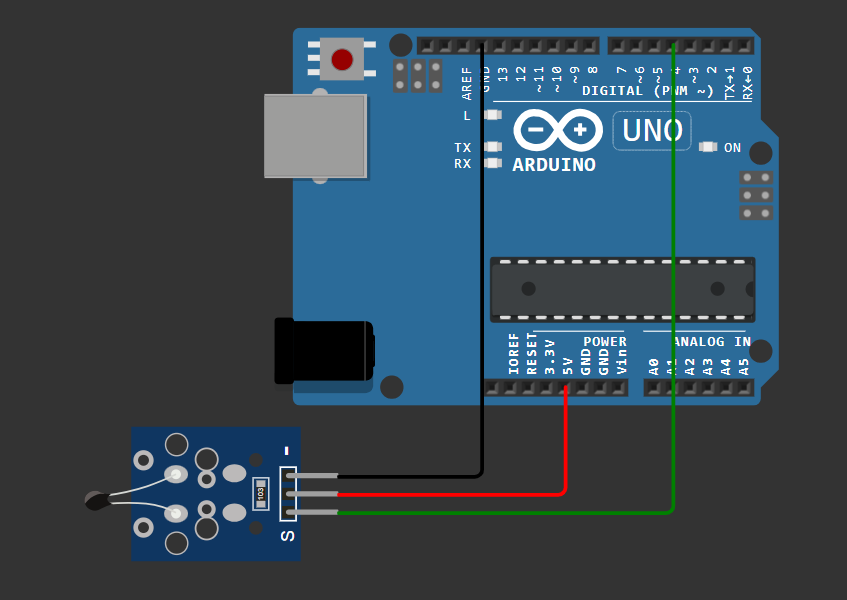 AREF
GND
13
12
~11
~10
~9
8
7
~6
~5
4
~3
2
TX→1
RX←0
DIGITAL (PWM ~)
L
TX
RX
UNO
ON
ARDUINO
POWER
ANALOG IN
IOREF
RESET
3.3V
5V
GND
GND
Vin
A0
A1
A2
A3
A4
A5
-
103
S